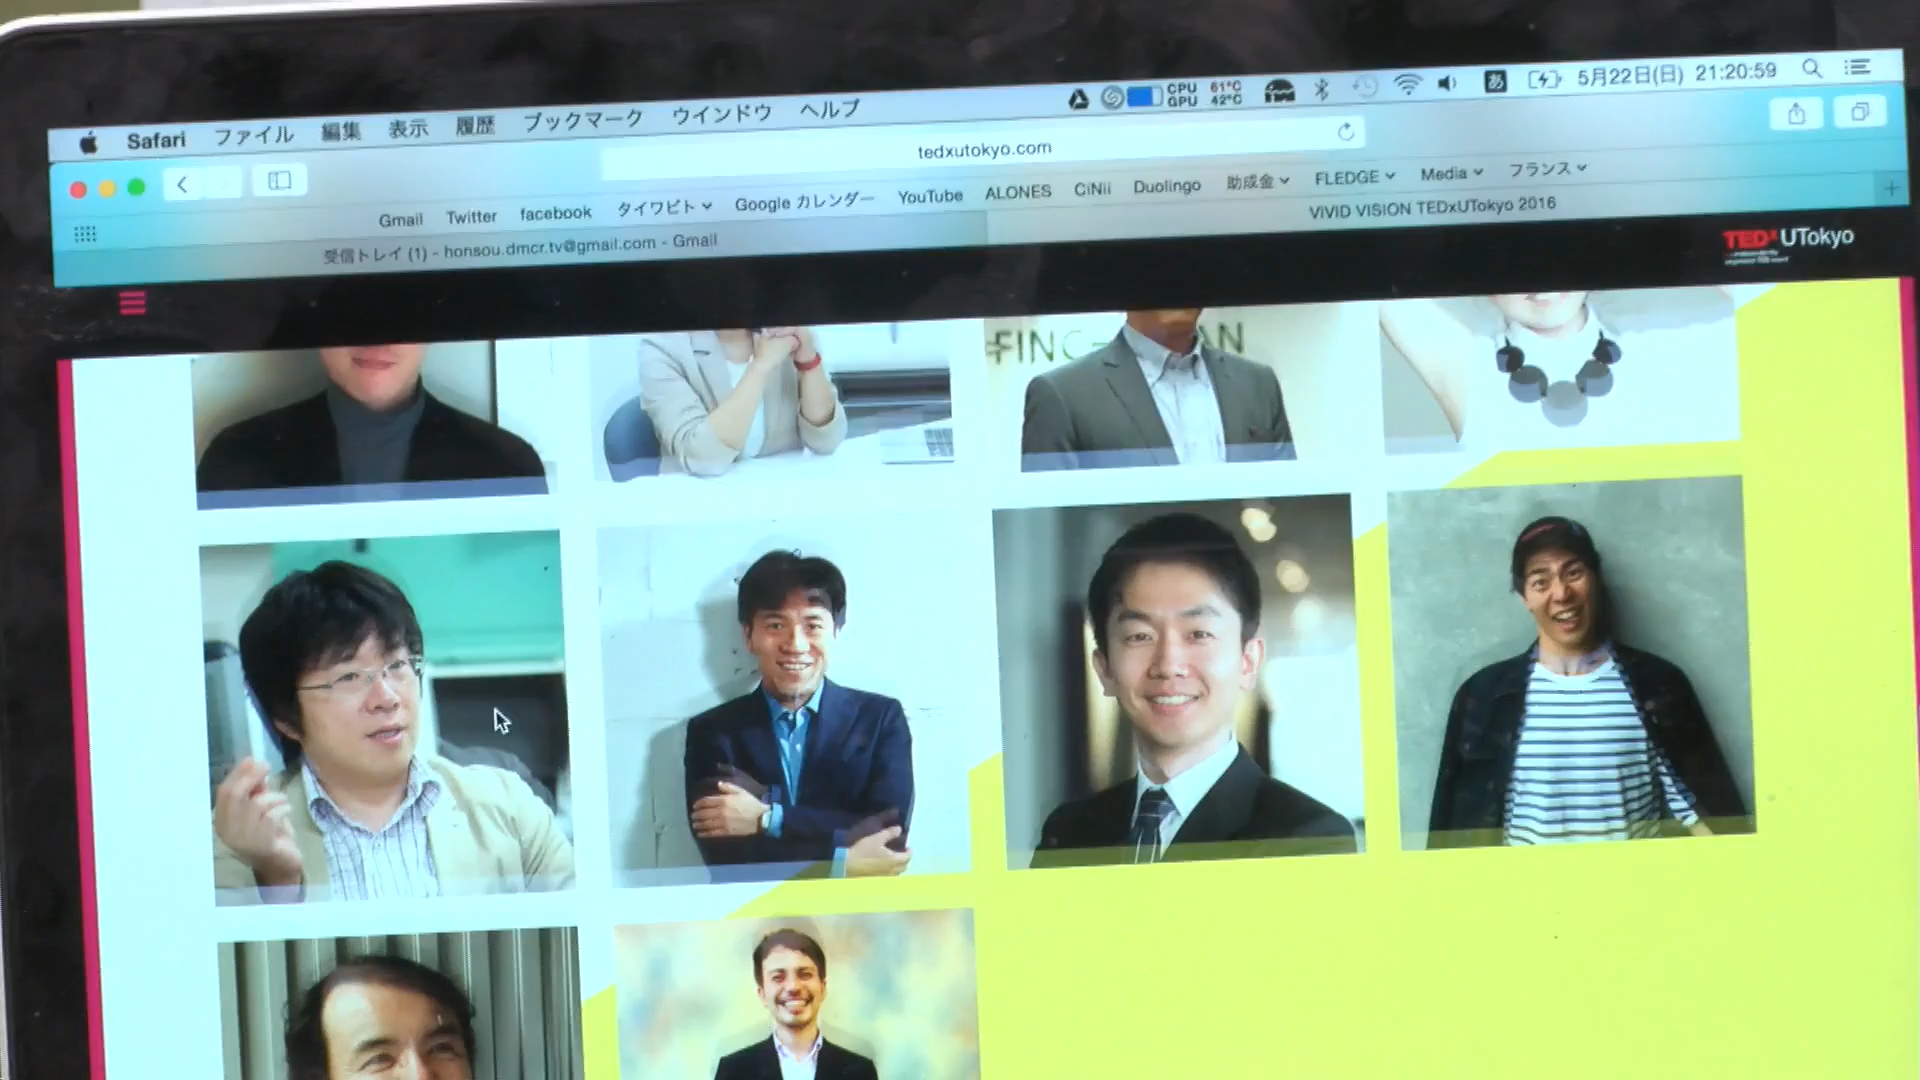 Safari ファイル 編集 表示 履歴 ブックマーク ウインドウ ヘルプ
CPU 61°C
GPU 42°C
あ
5月22日(日) 21:20:59
tedxutokyo.com
Gmail Twitter facebook タイワビト Google カレンダー YouTube ALONES CiNii Duolingo 助成金 FLEDGE Media フランス
受信トレイ (1) - honsou.dmcr.tv@gmail.com - Gmail
VIVID VISION TEDxUTokyo 2016
TEDx UTokyo